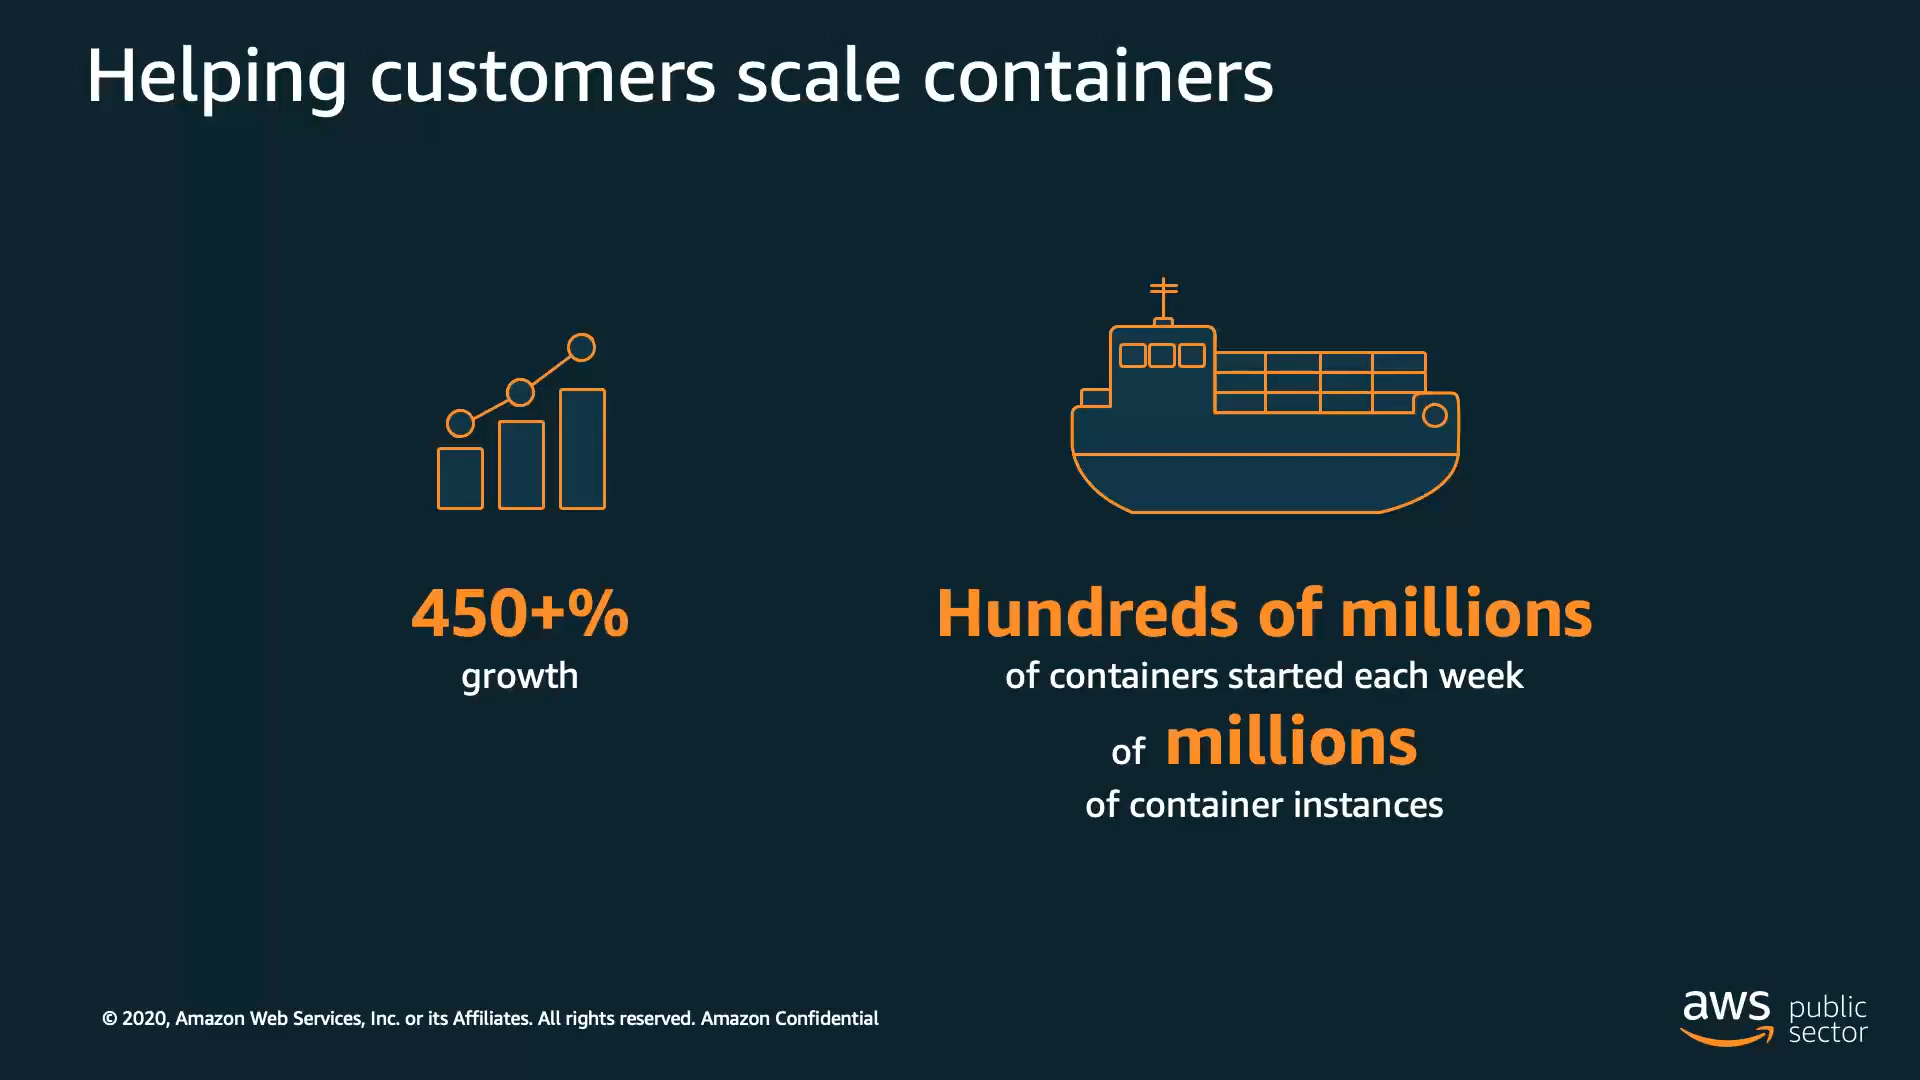 Helping customers scale containers
450+%
growth
Hundreds of millions
of containers started each week
of millions
of container instances
© 2020, Amazon Web Services, Inc. or its Affiliates. All rights reserved. Amazon Confidential
aws public
sector